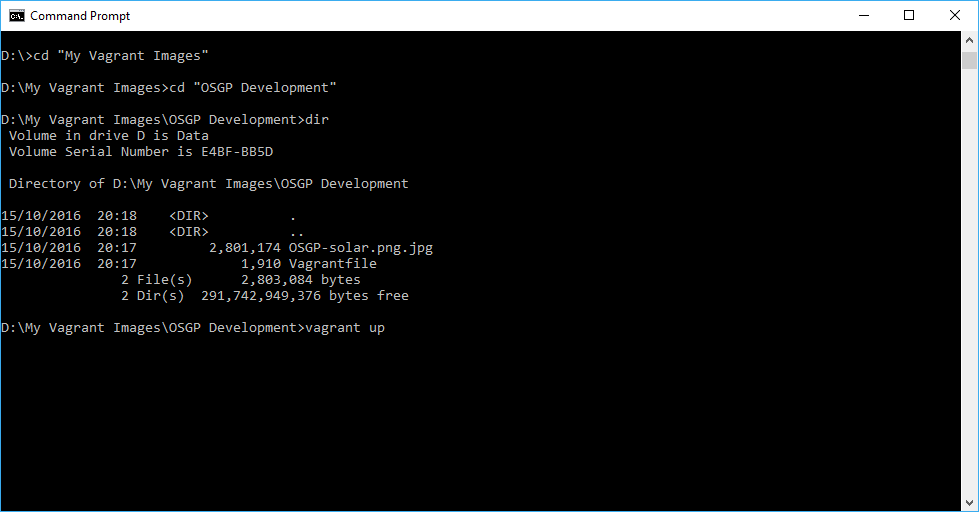 Command Prompt
D:\>cd "My Vagrant Images"
D:\My Vagrant Images>cd "OSGP Development"
D:\My Vagrant Images\OSGP Development>dir
 Volume in drive D is Data
 Volume Serial Number is E4BF-BB5D
 Directory of D:\My Vagrant Images\OSGP Development
15/10/2016  20:18    <DIR>          .
15/10/2016  20:18    <DIR>          ..
15/10/2016  20:17         2,801,174 OSGP-solar.png.jpg
15/10/2016  20:17             1,910 Vagrantfile
               2 File(s)      2,803,084 bytes
               2 Dir(s)  291,742,949,376 bytes free
D:\My Vagrant Images\OSGP Development>vagrant up